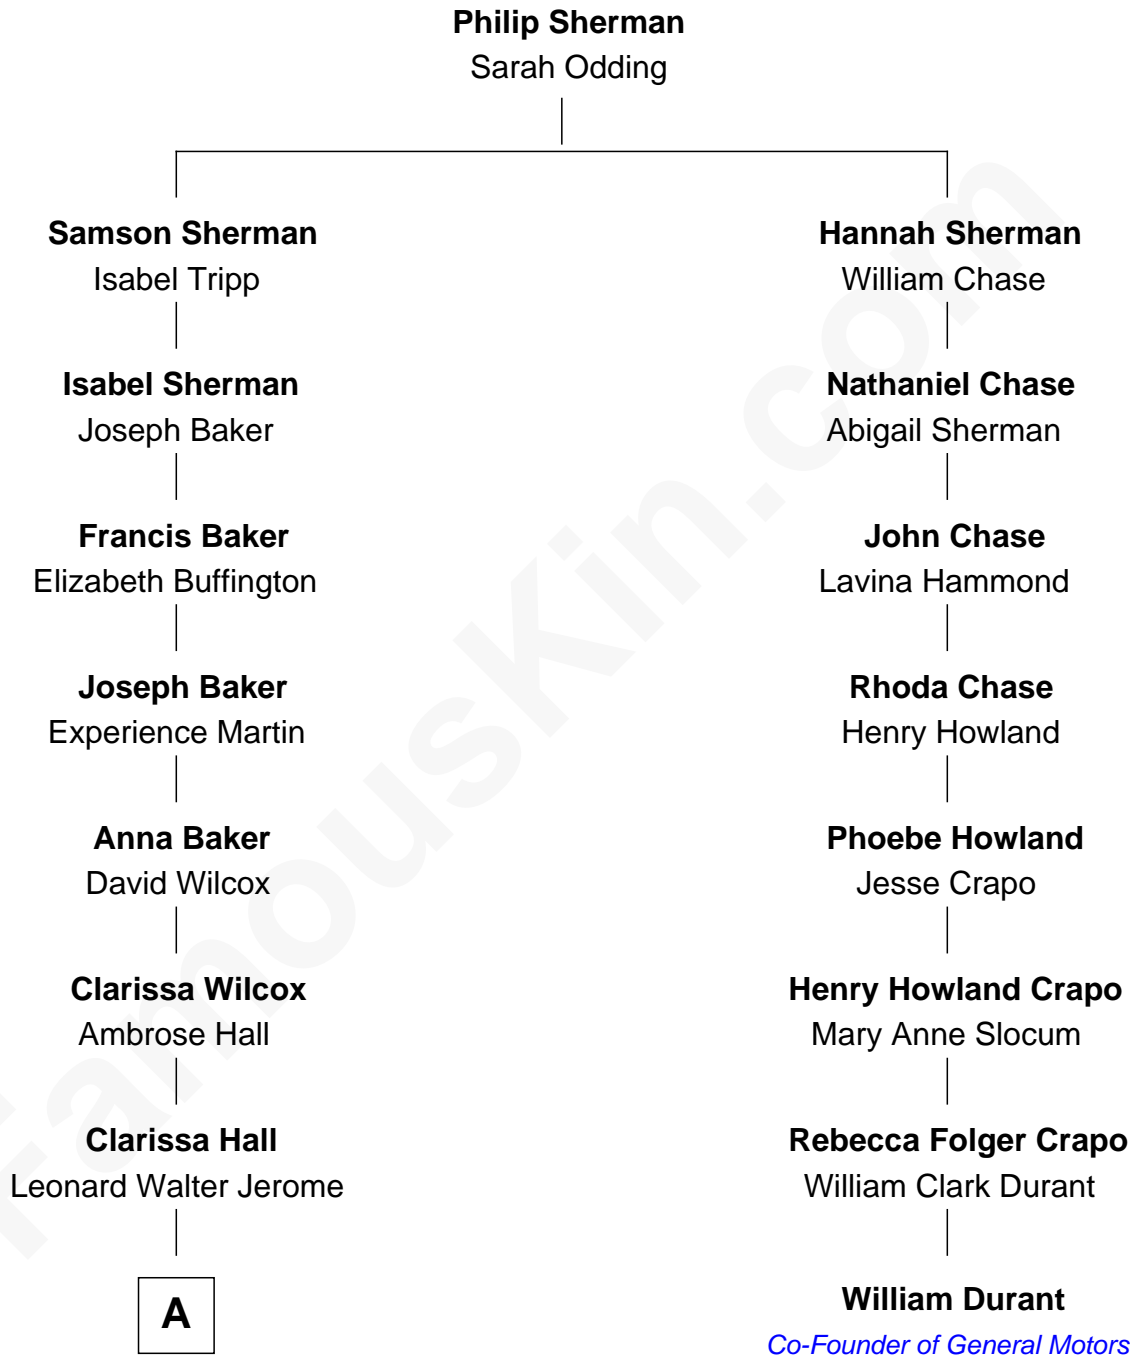 Philip Sherman
Sarah Odding
Samson Sherman
Isabel Tripp
Isabel Sherman
Joseph Baker
Francis Baker
Elizabeth Buffington
Joseph Baker
Experience Martin
Anna Baker
David Wilcox
Clarissa Wilcox
Ambrose Hall
Clarissa Hall
Leonard Walter Jerome
A
Hannah Sherman
William Chase
Nathaniel Chase
Abigail Sherman
John Chase
Lavina Hammond
Rhoda Chase
Henry Howland
Phoebe Howland
Jesse Crapo
Henry Howland Crapo
Mary Anne Slocum
Rebecca Folger Crapo
William Clark Durant
William Durant
Co-Founder of General Motors
FamousKin.com